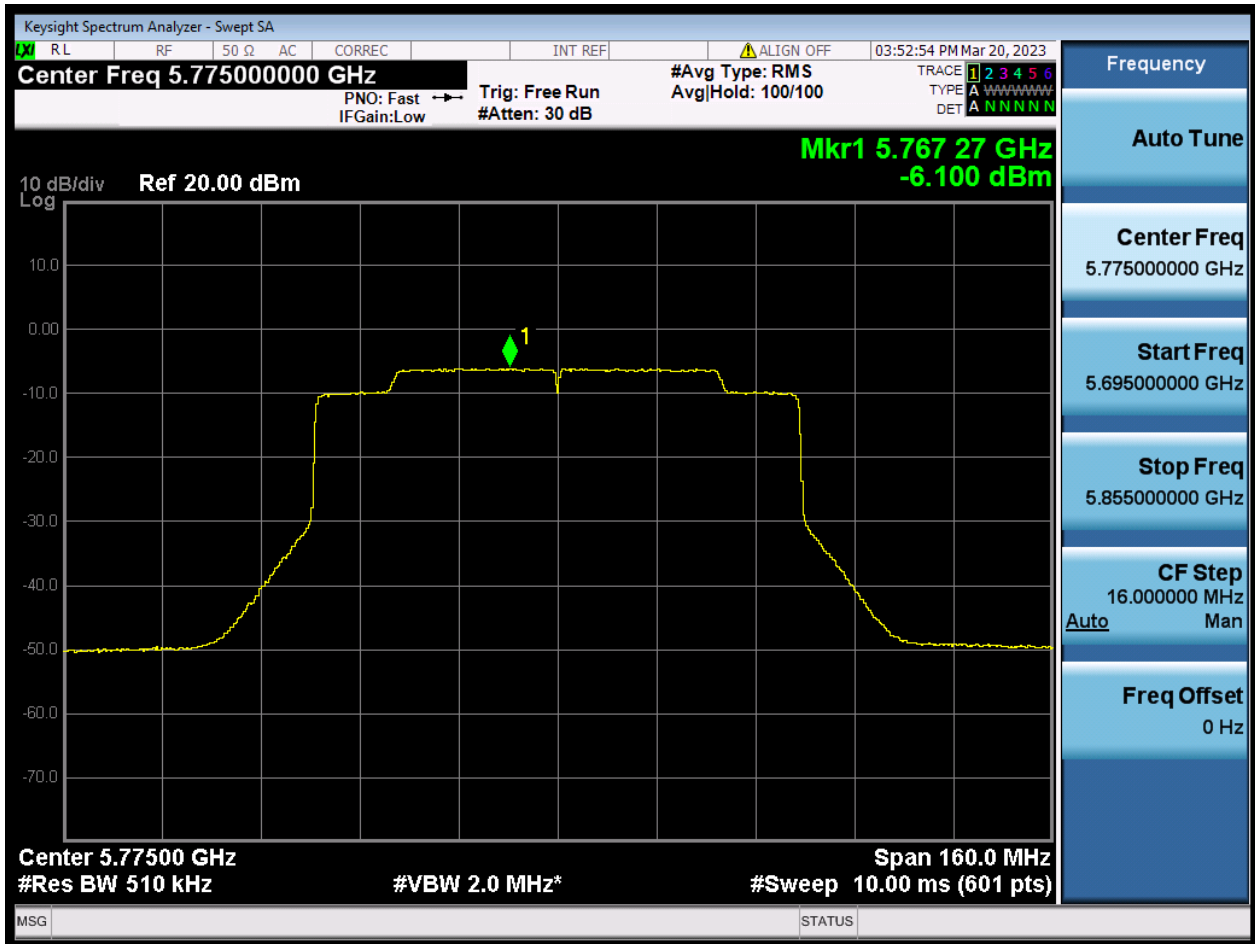 Keysight Spectrum Analyzer - Swept SA
LXI RL RF 50 Ω AC CORREC INT REF ALIGN OFF 03:52:54 PM Mar 20, 2023
Center Freq 5.775000000 GHz
PNO: Fast
IFGain:Low
Trig: Free Run
#Atten: 30 dB
#Avg Type: RMS
Avg|Hold: 100/100
TRACE 1 2 3 4 5 6
TYPE A WWWWW
DET A N N N N N
Mkr1 5.767 27 GHz
-6.100 dBm
10 dB/div Ref 20.00 dBm
Log
10.0
0.00
-10.0
-20.0
-30.0
-40.0
-50.0
-60.0
-70.0
1
Center 5.77500 GHz Span 160.0 MHz
#Res BW 510 kHz #VBW 2.0 MHz* #Sweep 10.00 ms (601 pts)
MSG STATUS
Frequency
Auto Tune
Center Freq
5.775000000 GHz
Start Freq
5.695000000 GHz
Stop Freq
5.855000000 GHz
CF Step
16.000000 MHz
Auto Man
Freq Offset
0 Hz